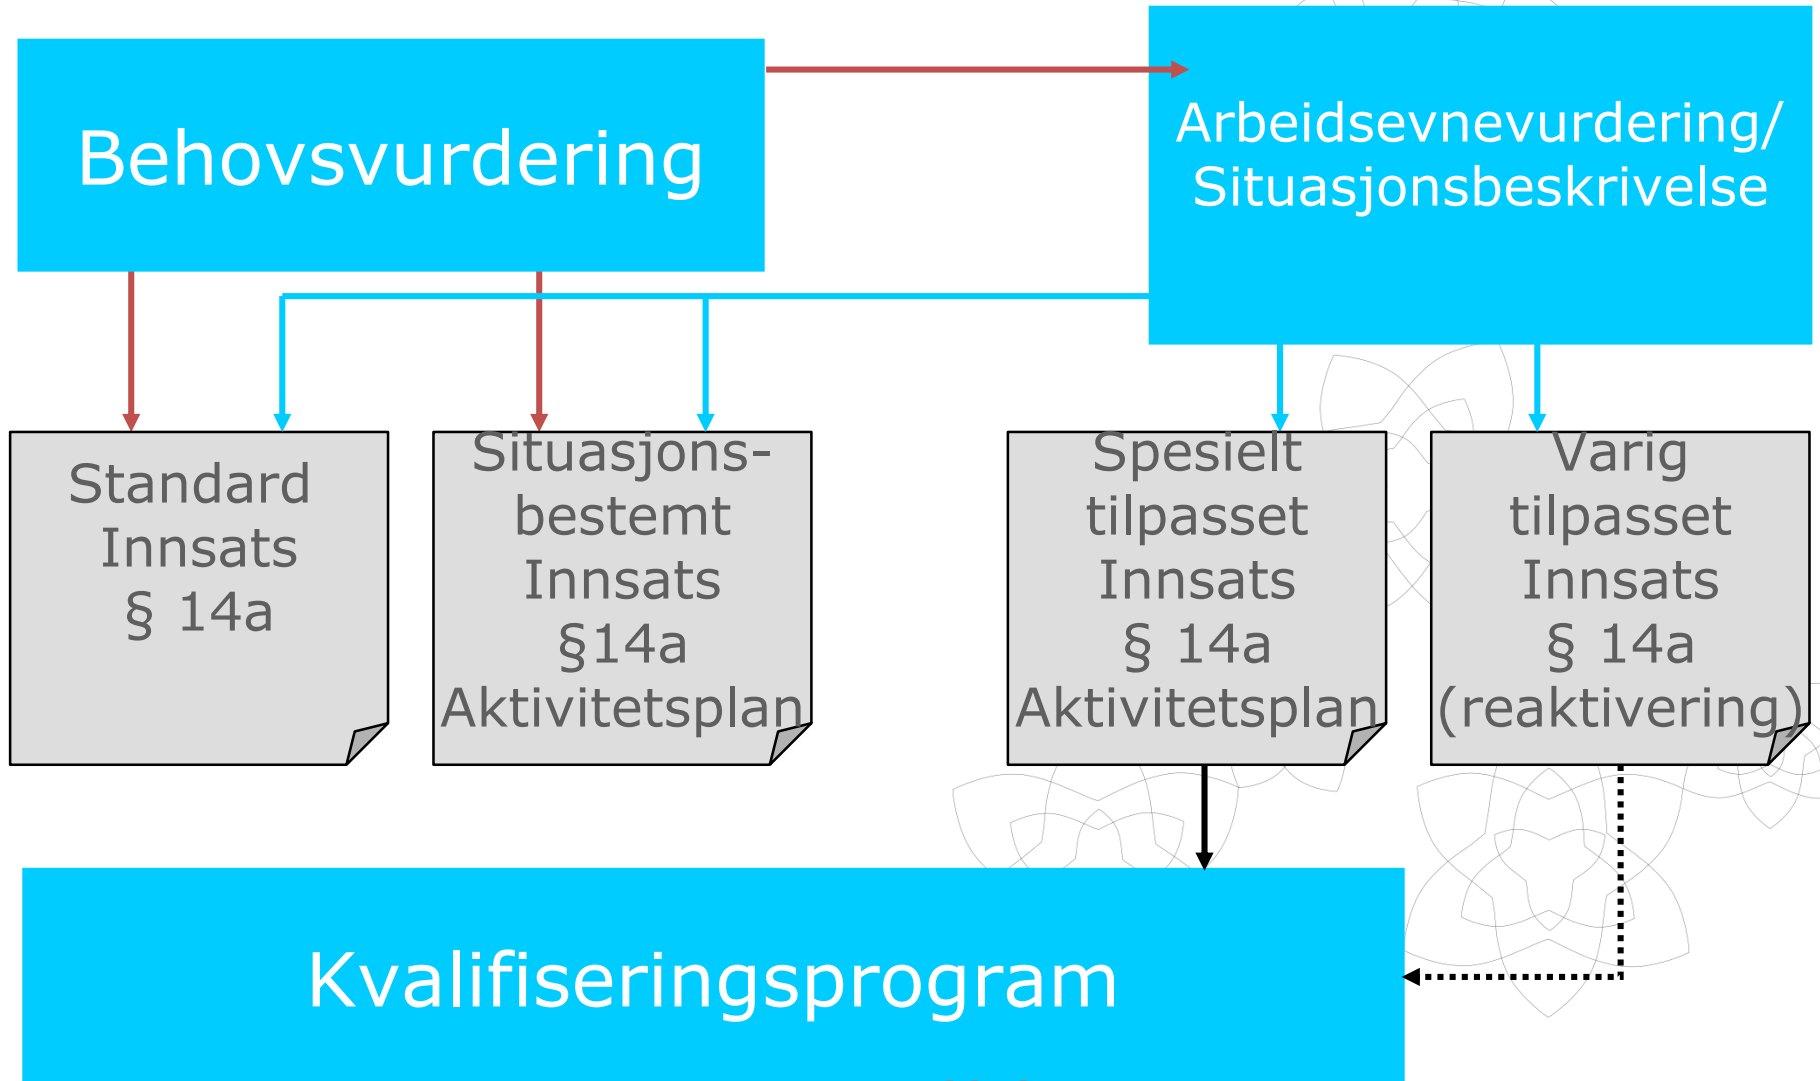 Behovsvurdering
Arbeidsevnevurdering/
Situasjonsbeskrivelse
Standard
Innsats
§ 14a
Situasjons-
bestemt
Innsats
§14a
Aktivitetsplan
Spesielt
tilpasset
Innsats
§ 14a
Aktivitetsplan
Varig
tilpasset
Innsats
§ 14a
(reaktivering)
Kvalifiseringsprogram